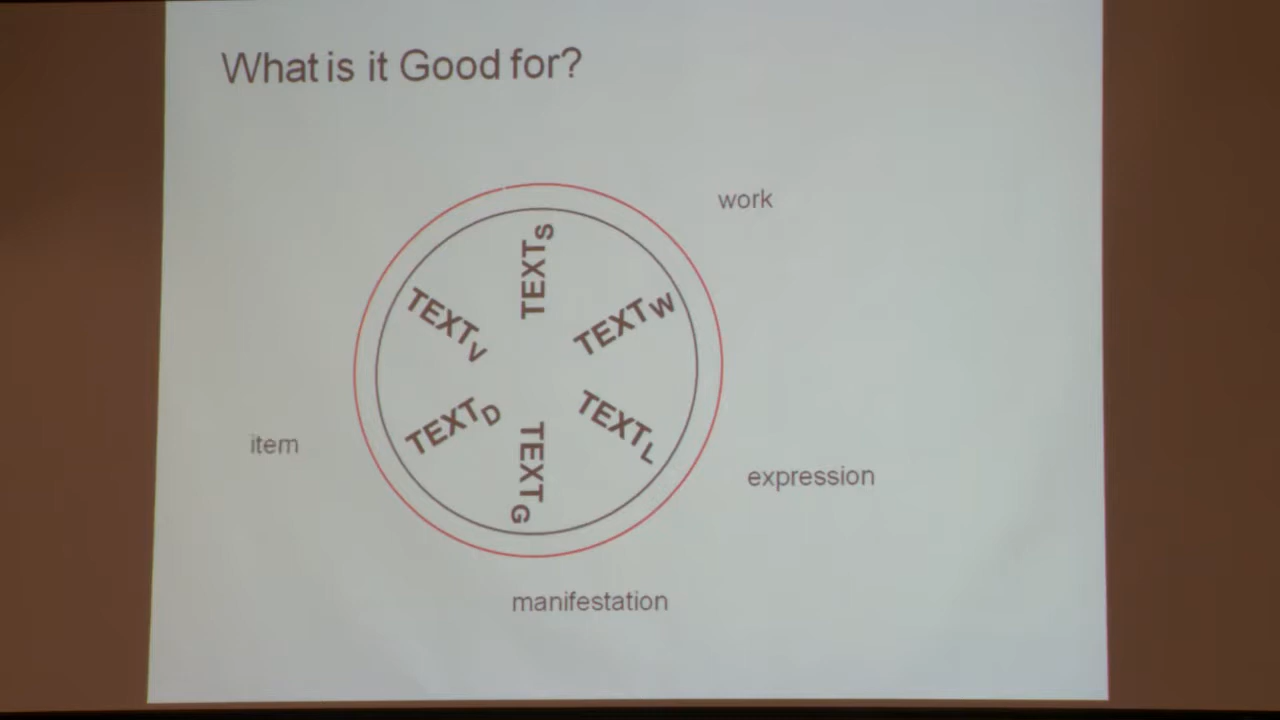 What is it Good for?
work
TEXTS
TEXTV
TEXTW
TEXTD
TEXTL
item
TEXTG
expression
manifestation